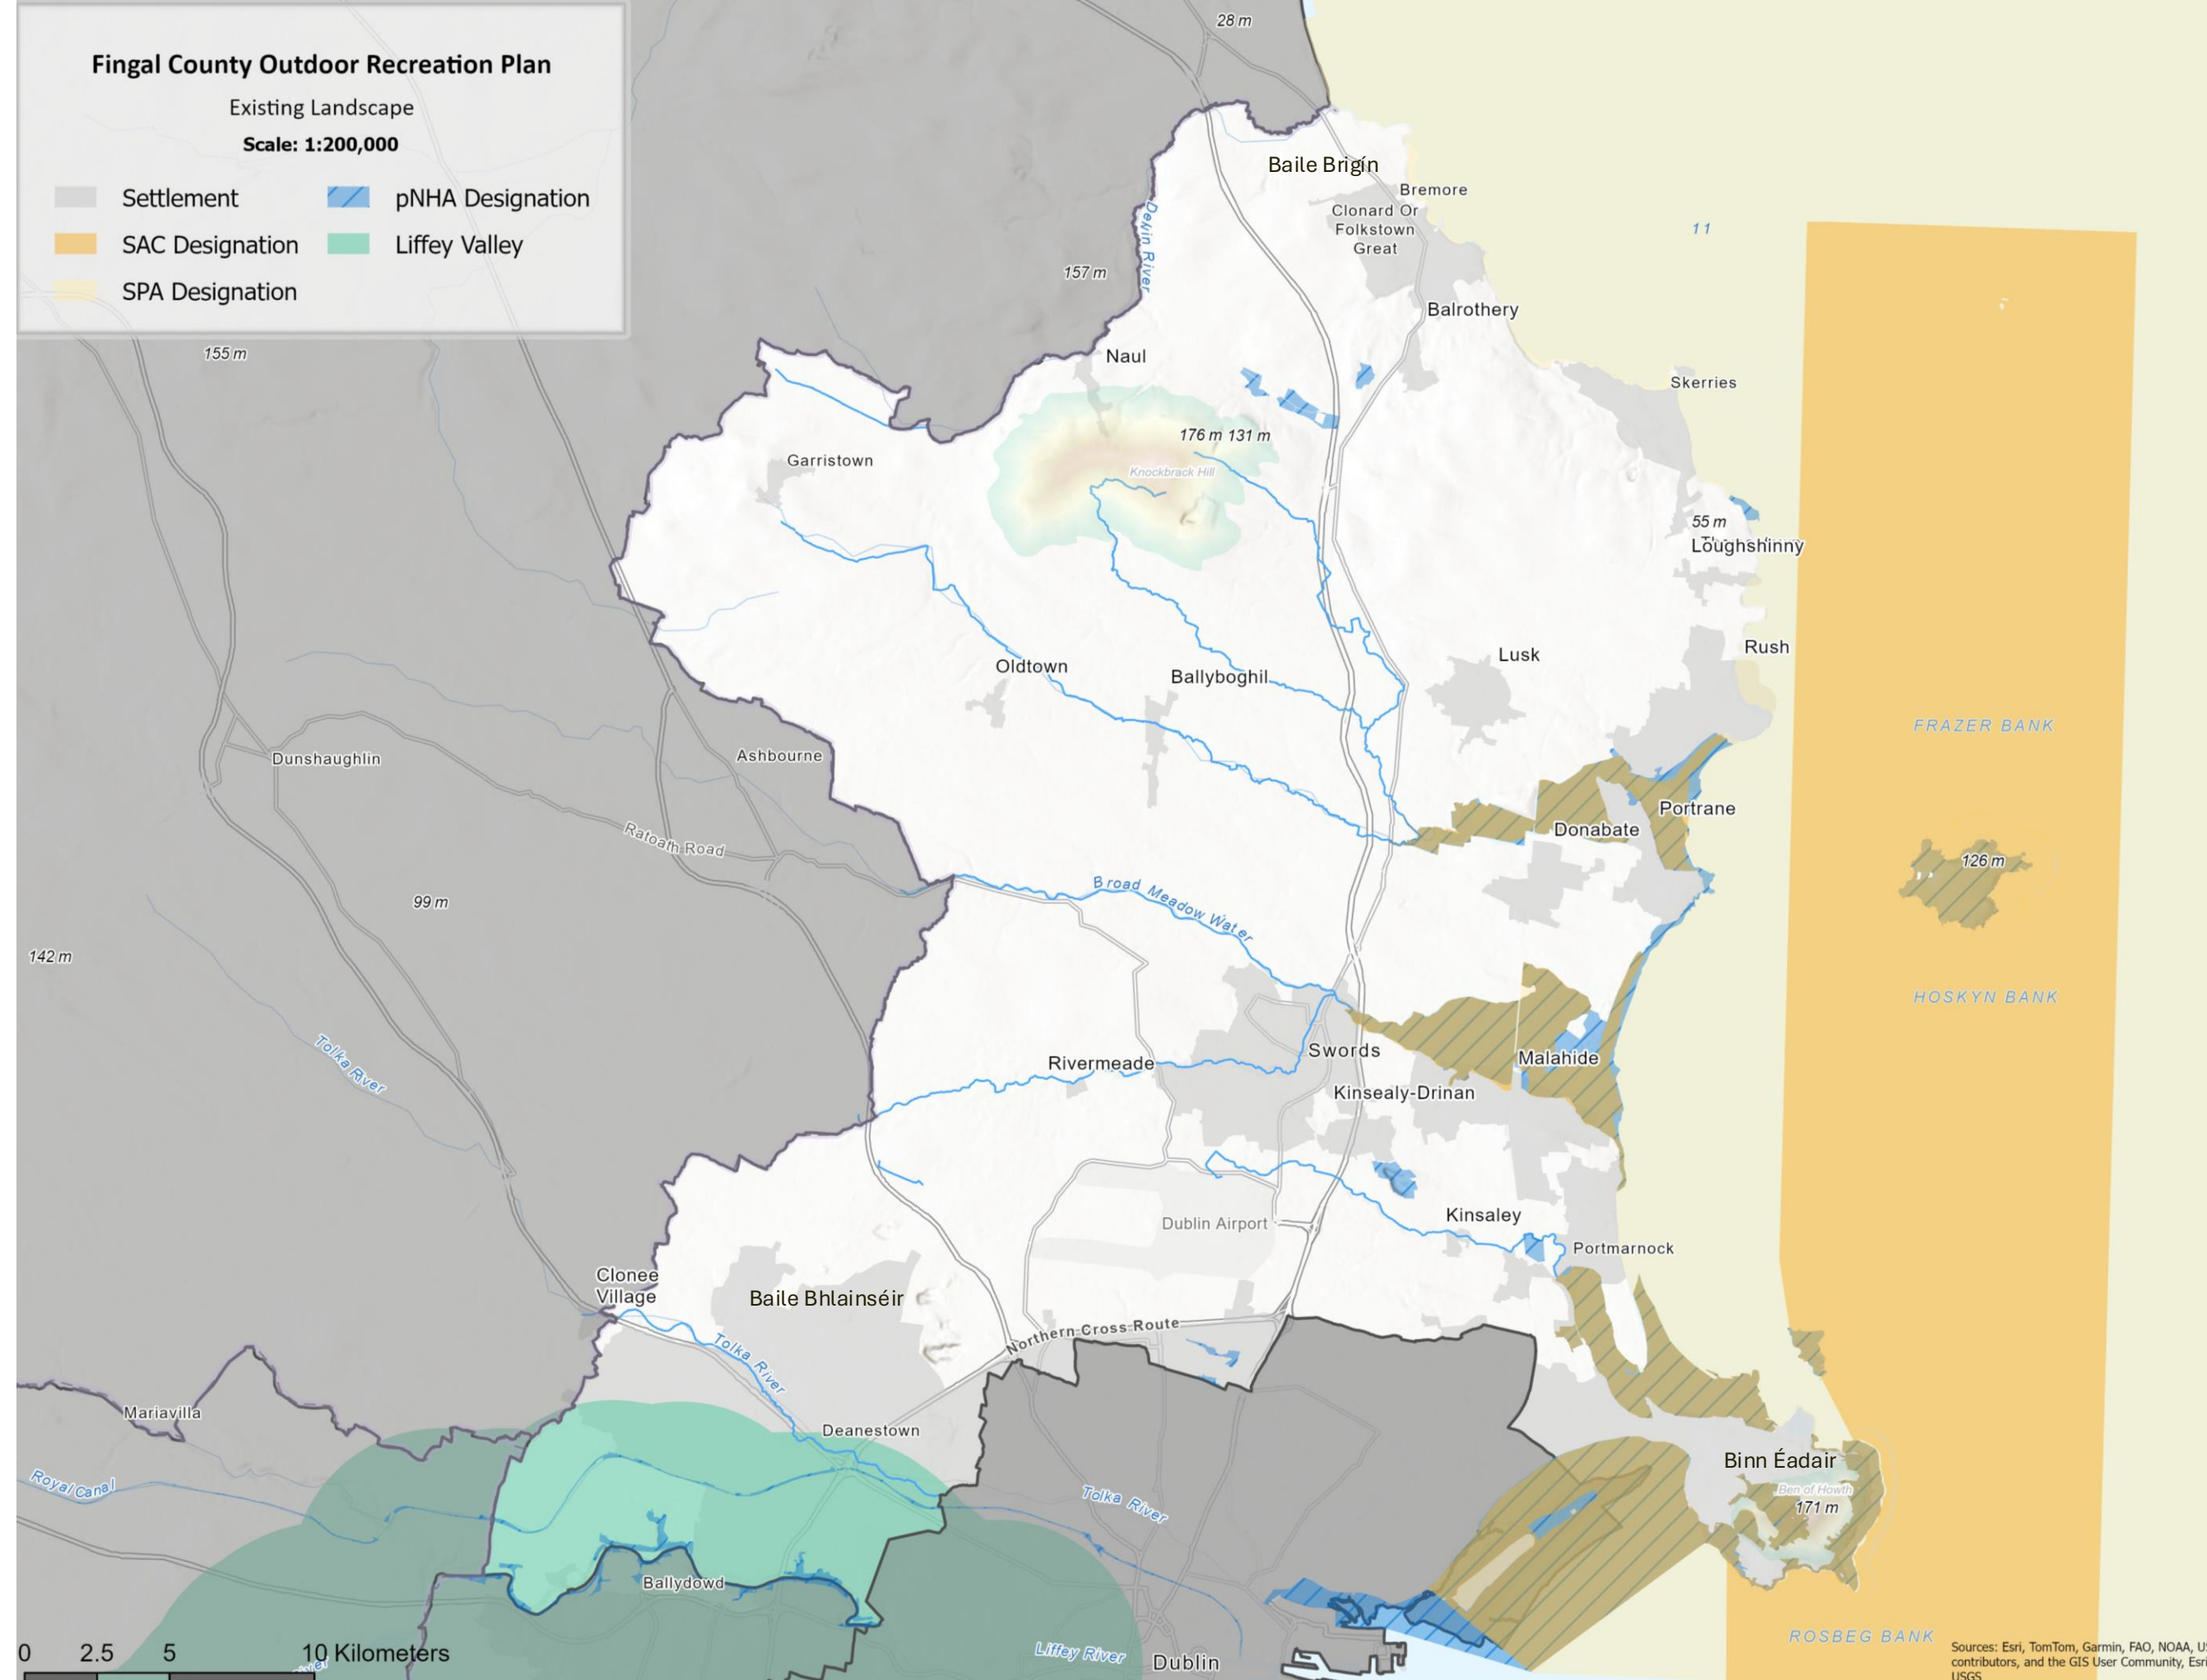 Fingal County Outdoor Recreation Plan
Existing Landscape
Scale: 1:200,000
Settlement
pNHA Designation
SAC Designation
Liffey Valley
SPA Designation
28 m
Baile Brigín
Bremore
Clonard Or
Folkstown
Great
11
157 m
Balrothery
155 m
Naul
Skerries
176 m 131 m
Garristown
Knockbrack Hill
55 m
Loughshinny
Rush
Lusk
Oldtown
Ballyboghil
FRAZER BANK
Dunshaughlin
Ashbourne
Portrane
Donabate
Ratoath Road
126 m
Broad Meadow Water
99 m
142 m
HOSKYN BANK
Tolka River
Swords
Malahide
Rivermeade
Kinsealy-Drinan
Kinsaley
Dublin Airport
Portmarnock
Clonee
Village
Baile Bhlainséir
Northern Cross Route
Tolka River
Mariavilla
Deanestown
Binn Éadair
Royal Canal
Ben of Howth
171 m
Tolka River
Ballydowd
ROSBEG BANK
Liffey River
Dublin
0 2.5 5 10 Kilometers
Sources: Esri, TomTom, Garmin, FAO, NOAA,
contributors, and the GIS User Community,
USGS